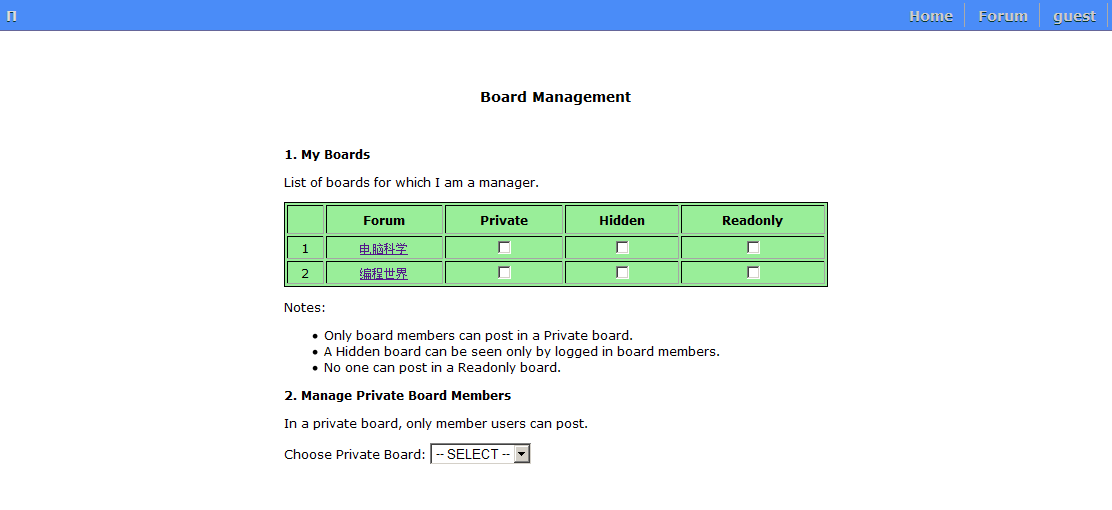 Π Home Forum guest
Board Management
1. My Boards
List of boards for which I am a manager.
Forum Private Hidden Readonly
1 电脑科学
2 编程世界
Notes:
• Only board members can post in a Private board.
• A Hidden board can be seen only by logged in board members.
• No one can post in a Readonly board.
2. Manage Private Board Members
In a private board, only member users can post.
Choose Private Board: -- SELECT --